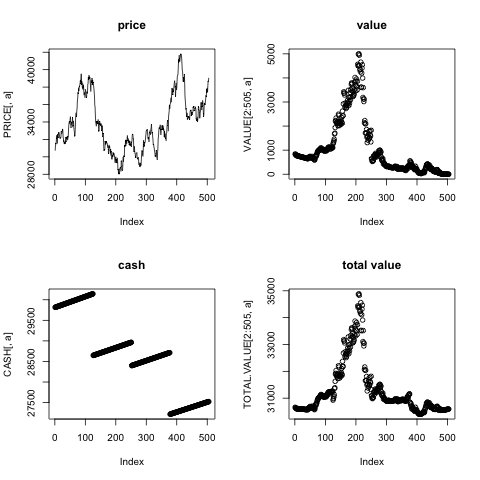 price
PRICE[, a]
28000 34000 40000
0 100 200 300 400 500
Index
value
VALUE[2:505, a]
0 1000 3000 5000
0 100 200 300 400 500
Index
cash
CASH[, a]
27500 28500 29500
0 100 200 300 400 500
Index
total value
TOTAL.VALUE[2:505, a]
31000 33000 35000
0 100 200 300 400 500
Index